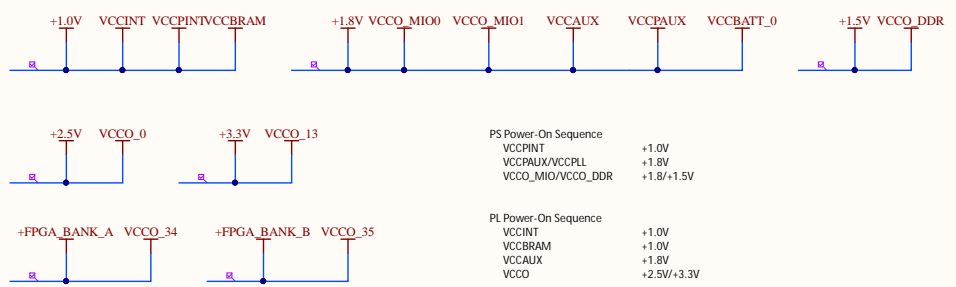 +1.0V VCCINT VCCPINT VCCBRAM
+1.8V VCCO_MIO0 VCCO_MIO1 VCCAUX VCCPAUX VCCBATT_0
+1.5V VCCO_DDR
+2.5V VCCO_0
+3.3V VCCO_13
PS Power-On Sequence
VCCPINT +1.0V
VCCPAUX/VCCPLL +1.8V
VCCO_MIO/VCCO_DDR +1.8/+1.5V
+FPGA_BANK_A VCCO_34
+FPGA_BANK_B VCCO_35
PL Power-On Sequence
VCCINT +1.0V
VCCBRAM +1.0V
VCCAUX +1.8V
VCCO +2.5V/+3.3V